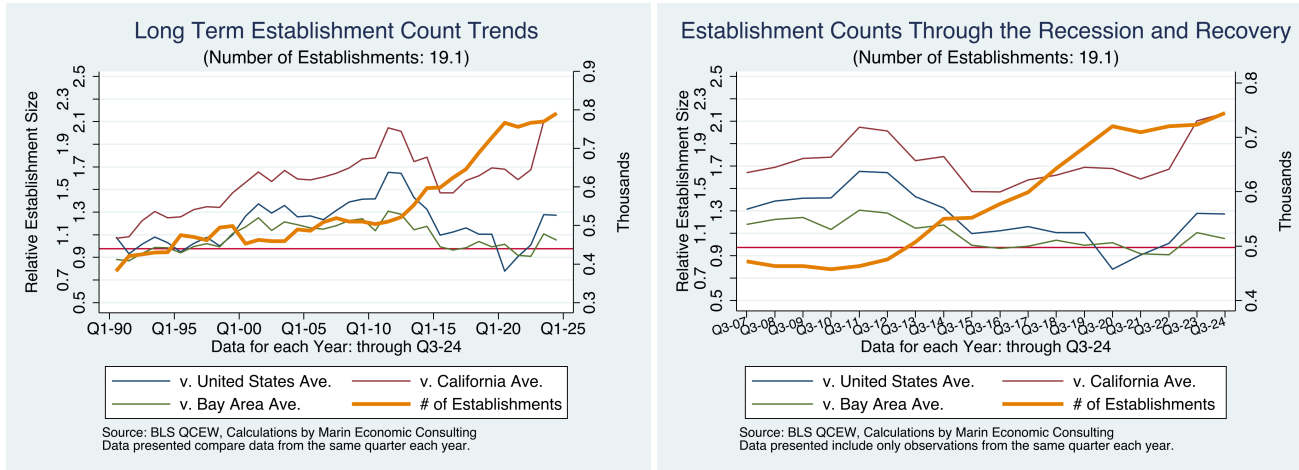 Long Term Establishment Count Trends
(Number of Establishments: 19.1)
Relative Establishment Size
0.5 0.7 0.9 1.1 1.3 1.5 1.7 1.9 2.1 2.3 2.5
0.3 0.4 0.5 0.6 0.7 0.8 0.9
Thousands
Q1-90 Q1-95 Q1-00 Q1-05 Q1-10 Q1-15 Q1-20 Q1-25
Data for each Year: through Q3-24
v. United States Ave. v. California Ave.
v. Bay Area Ave. # of Establishments
Source: BLS QCEW, Calculations by Marin Economic Consulting
Data presented compare data from the same quarter each year.
Establishment Counts Through the Recession and Recovery
(Number of Establishments: 19.1)
Relative Establishment Size
0.5 0.7 0.9 1.1 1.3 1.5 1.7 1.9 2.1 2.3 2.5
0.4 0.5 0.6 0.7 0.8
Thousands
Q3-07 Q3-08 Q3-09 Q3-10 Q3-11 Q3-12 Q3-13 Q3-14 Q3-15 Q3-16 Q3-17 Q3-18 Q3-19 Q3-20 Q3-21 Q3-22 Q3-23 Q3-24
Data for each Year: through Q3-24
v. United States Ave. v. California Ave.
v. Bay Area Ave. # of Establishments
Source: BLS QCEW, Calculations by Marin Economic Consulting
Data presented include only observations from the same quarter each year.